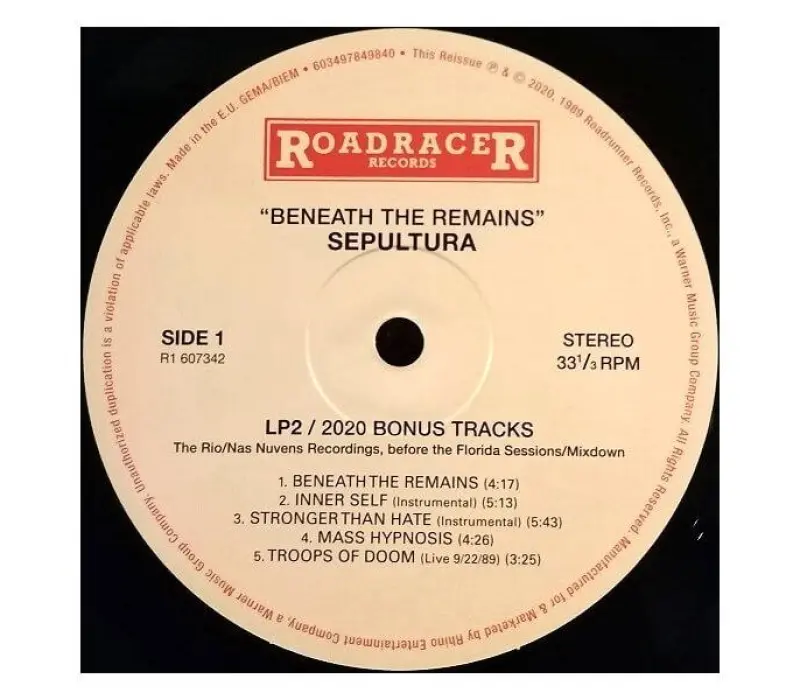 ROADRACER
RECORDS
"BENEATH THE REMAINS"
SEPULTURA
SIDE 1
R1 607342
STEREO
33¹/₃ RPM
LP2 / 2020 BONUS TRACKS
The Rio/Nas Nuvens Recordings, before the Florida Sessions/Mixdown
1. BENEATH THE REMAINS (4:17)
2. INNER SELF (Instrumental) (5:13)
3. STRONGER THAN HATE (Instrumental) (5:43)
4. MASS HYPNOSIS (4:26)
5. TROOPS OF DOOM (Live 9/22/89) (3:25)
This Reissue ℗ & © 2020, 1989 Roadrunner Records, Inc., a Warner Music Group Company. All Rights Reserved. Manufactured for & Marketed by Rhino Entertainment Company, a Warner Music Group Company. Unauthorized duplication is a violation of applicable laws. Made in the E.U. GEMA/BIEM • 603497849840 •